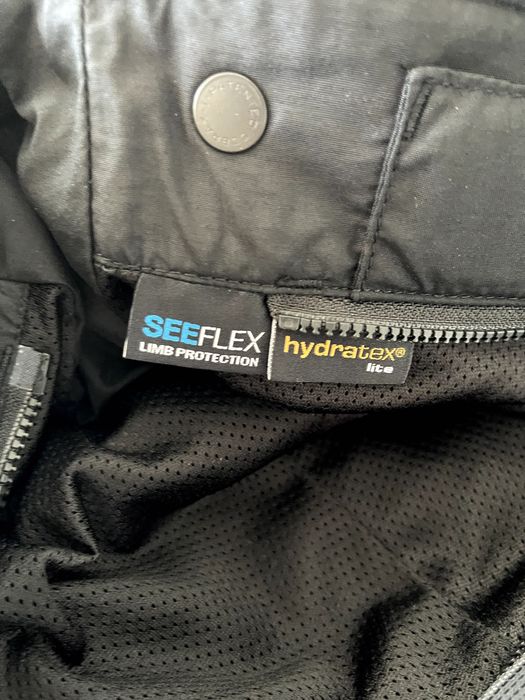 SEEFLEX
LIMB PROTECTION
hydratex®
lite